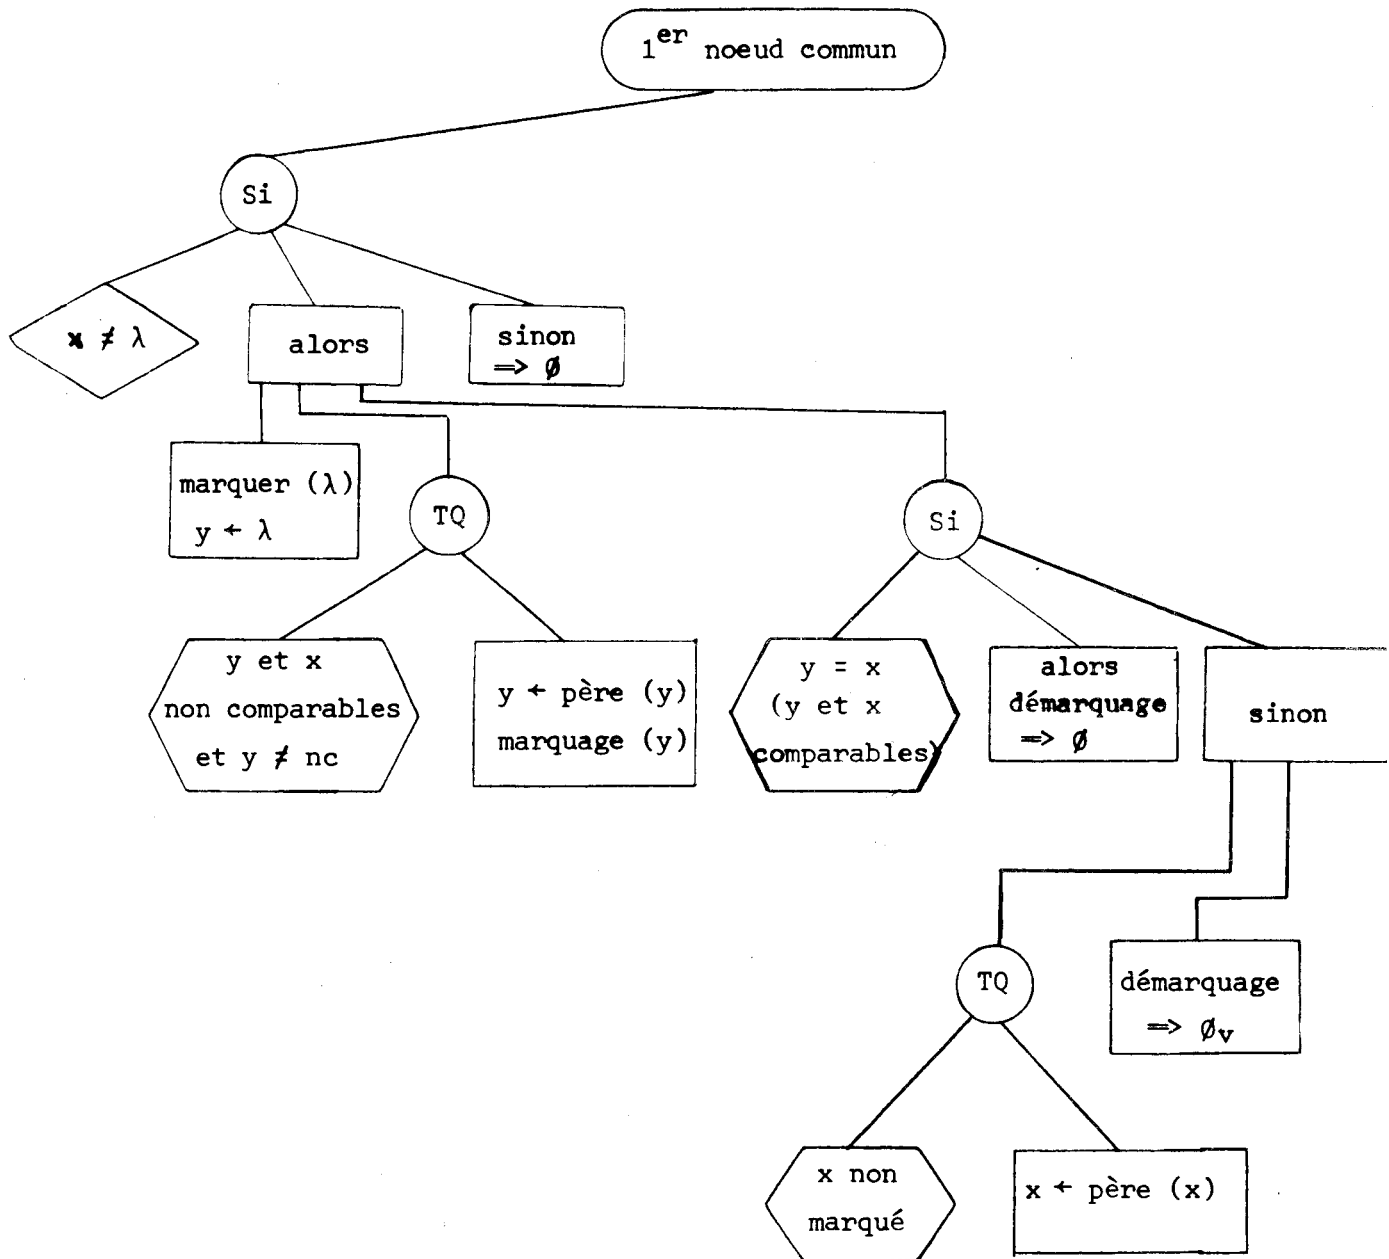 1er noeud commun
Si
x ≠ λ
alors
sinon
=> ∅
marquer (λ)
y ← λ
TQ
Si
y et x
non comparables
et y ≠ nc
y ← père (y)
marquage (y)
y = x
(y et x
comparables)
alors
démarquage
=> ∅
sinon
TQ
démarquage
=> ∅v
x non
marqué
x ← père (x)